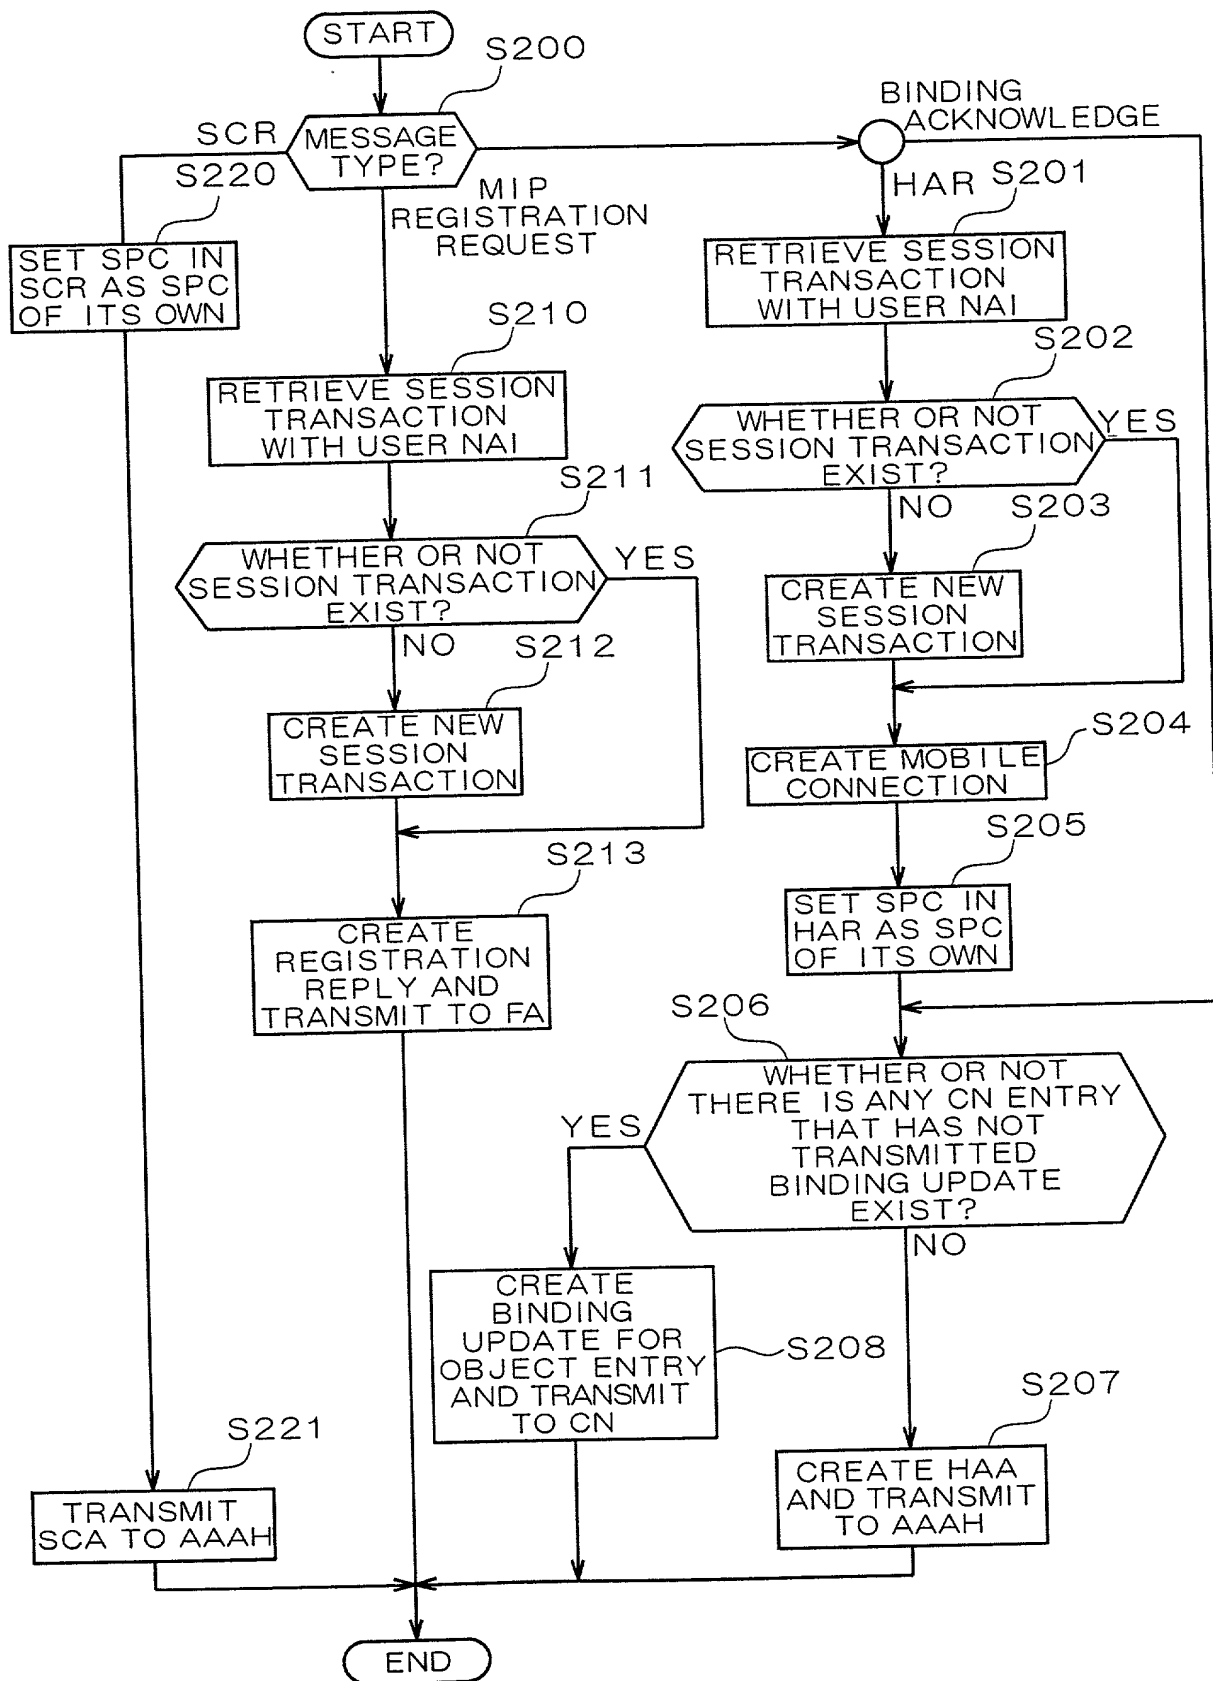 START
S200
BINDING
ACKNOWLEDGE
SCR
MESSAGE
TYPE?
S220
HAR
S201
MIP
REGISTRATION
REQUEST
SET SPC IN
SCR AS SPC
OF ITS OWN
RETRIEVE SESSION
TRANSACTION
WITH USER NAI
S210
S202
RETRIEVE SESSION
TRANSACTION
WITH USER NAI
WHETHER OR NOT
SESSION TRANSACTION
EXIST?
YES
S211
NO
S203
WHETHER OR NOT
SESSION TRANSACTION
EXIST?
YES
CREATE NEW
SESSION
TRANSACTION
NO
S212
CREATE NEW
SESSION
TRANSACTION
S204
CREATE MOBILE
CONNECTION
S213
S205
CREATE
REGISTRATION
REPLY AND
TRANSMIT TO FA
SET SPC IN
HAR AS SPC
OF ITS OWN
S206
WHETHER OR NOT
THERE IS ANY CN ENTRY
THAT HAS NOT
TRANSMITTED
BINDING UPDATE
EXIST?
YES
NO
CREATE
BINDING
UPDATE FOR
OBJECT ENTRY
AND TRANSMIT
TO CN
S208
S207
S221
TRANSMIT
SCA TO AAAH
CREATE HAA
AND TRANSMIT
TO AAAH
END